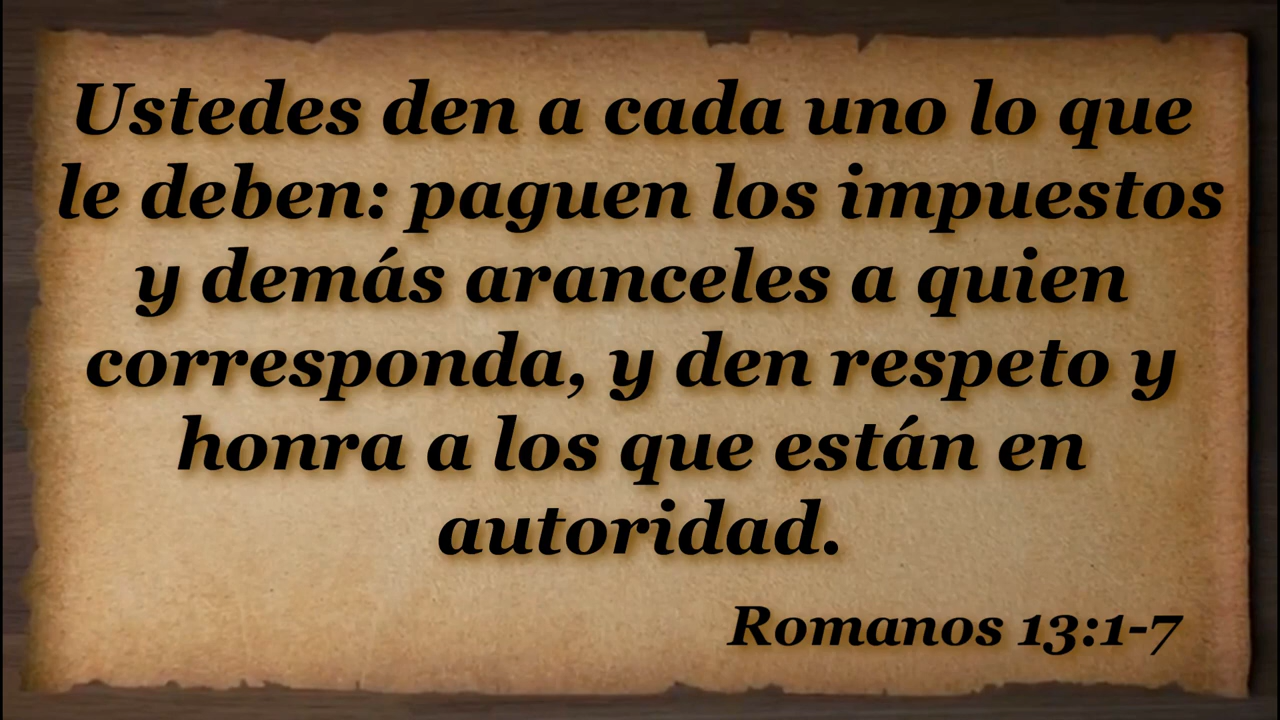 Ustedes den a cada uno lo que
le deben: paguen los impuestos
y demás aranceles a quien
corresponda, y den respeto y
honra a los que están en
autoridad.
Romanos 13:1-7